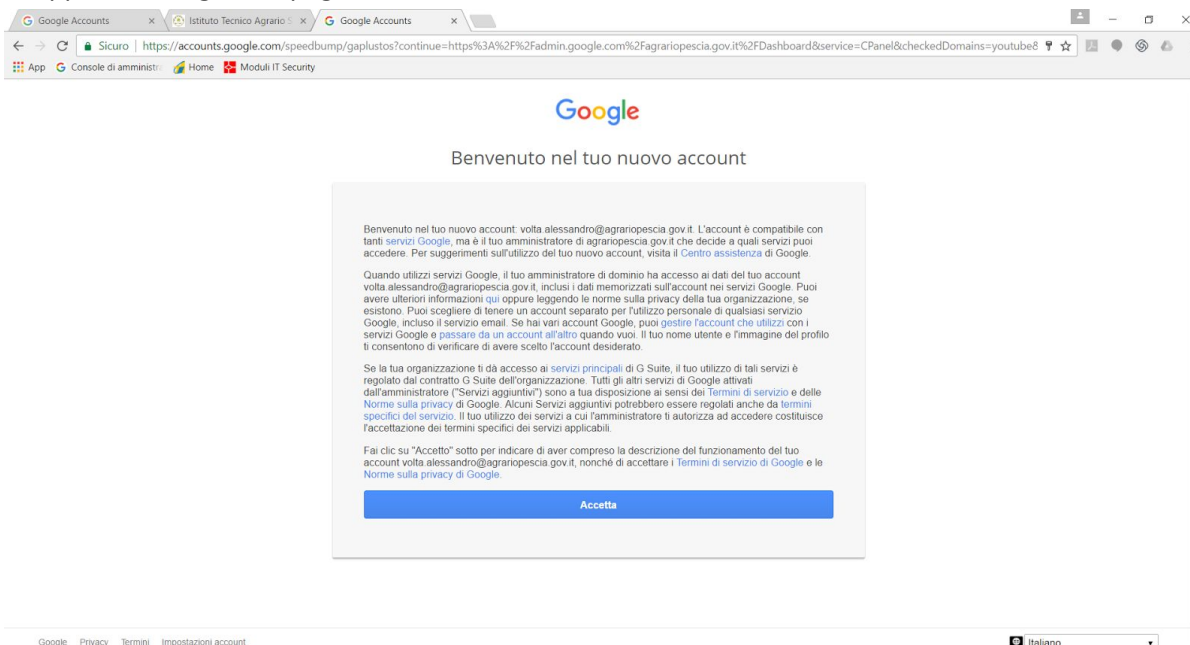 Google Accounts
Istituto Tecnico Agrario S
Google Accounts
Sicuro | https://accounts.google.com/speedbump/gaplustos?continue=https%3A%2F%2Fadmin.google.com%2Fagrariopescia.gov.it%2FDashboard&service=CPanel&checkedDomains=youtube&
App Console di amministra Home Moduli IT Security
Google
Benvenuto nel tuo nuovo account
Benvenuto nel tuo nuovo account: volta.alessandro@agrariopescia.gov.it. L'account è compatibile con
tanti servizi Google, ma è il tuo amministratore di agrariopescia.gov.it che decide a quali servizi puoi
accedere. Per suggerimenti sull'utilizzo del tuo nuovo account, visita il Centro assistenza di Google.
Quando utilizzi servizi Google, il tuo amministratore di dominio ha accesso ai dati del tuo account
volta.alessandro@agrariopescia.gov.it, inclusi i dati memorizzati sull'account nei servizi Google. Puoi
avere ulteriori informazioni qui oppure leggendo le norme sulla privacy della tua organizzazione, se
esistono. Puoi scegliere di tenere un account separato per l'utilizzo personale di qualsiasi servizio
Google, incluso il servizio email. Se hai vari account Google, puoi gestire l'account che utilizzi con i
servizi Google e passare da un account all'altro quando vuoi. Il tuo nome utente e l'immagine del profilo
ti consentono di verificare di avere scelto l'account desiderato.
Se la tua organizzazione ti dà accesso ai servizi principali di G Suite, il tuo utilizzo di tali servizi è
regolato dal contratto G Suite dell'organizzazione. Tutti gli altri servizi di Google attivati
dall'amministratore ("Servizi aggiuntivi") sono a tua disposizione ai sensi dei Termini di servizio e delle
Norme sulla privacy di Google. Alcuni Servizi aggiuntivi potrebbero essere regolati anche da termini
specifici del servizio. Il tuo utilizzo dei servizi a cui l'amministratore ti autorizza ad accedere costituisce
l'accettazione dei termini specifici dei servizi applicabili.
Fai clic su "Accetto" sotto per indicare di aver compreso la descrizione del funzionamento del tuo
account volta.alessandro@agrariopescia.gov.it, nonché di accettare i Termini di servizio di Google e le
Norme sulla privacy di Google.
Accetta
Google Privacy Termini Impostazioni account
Italiano